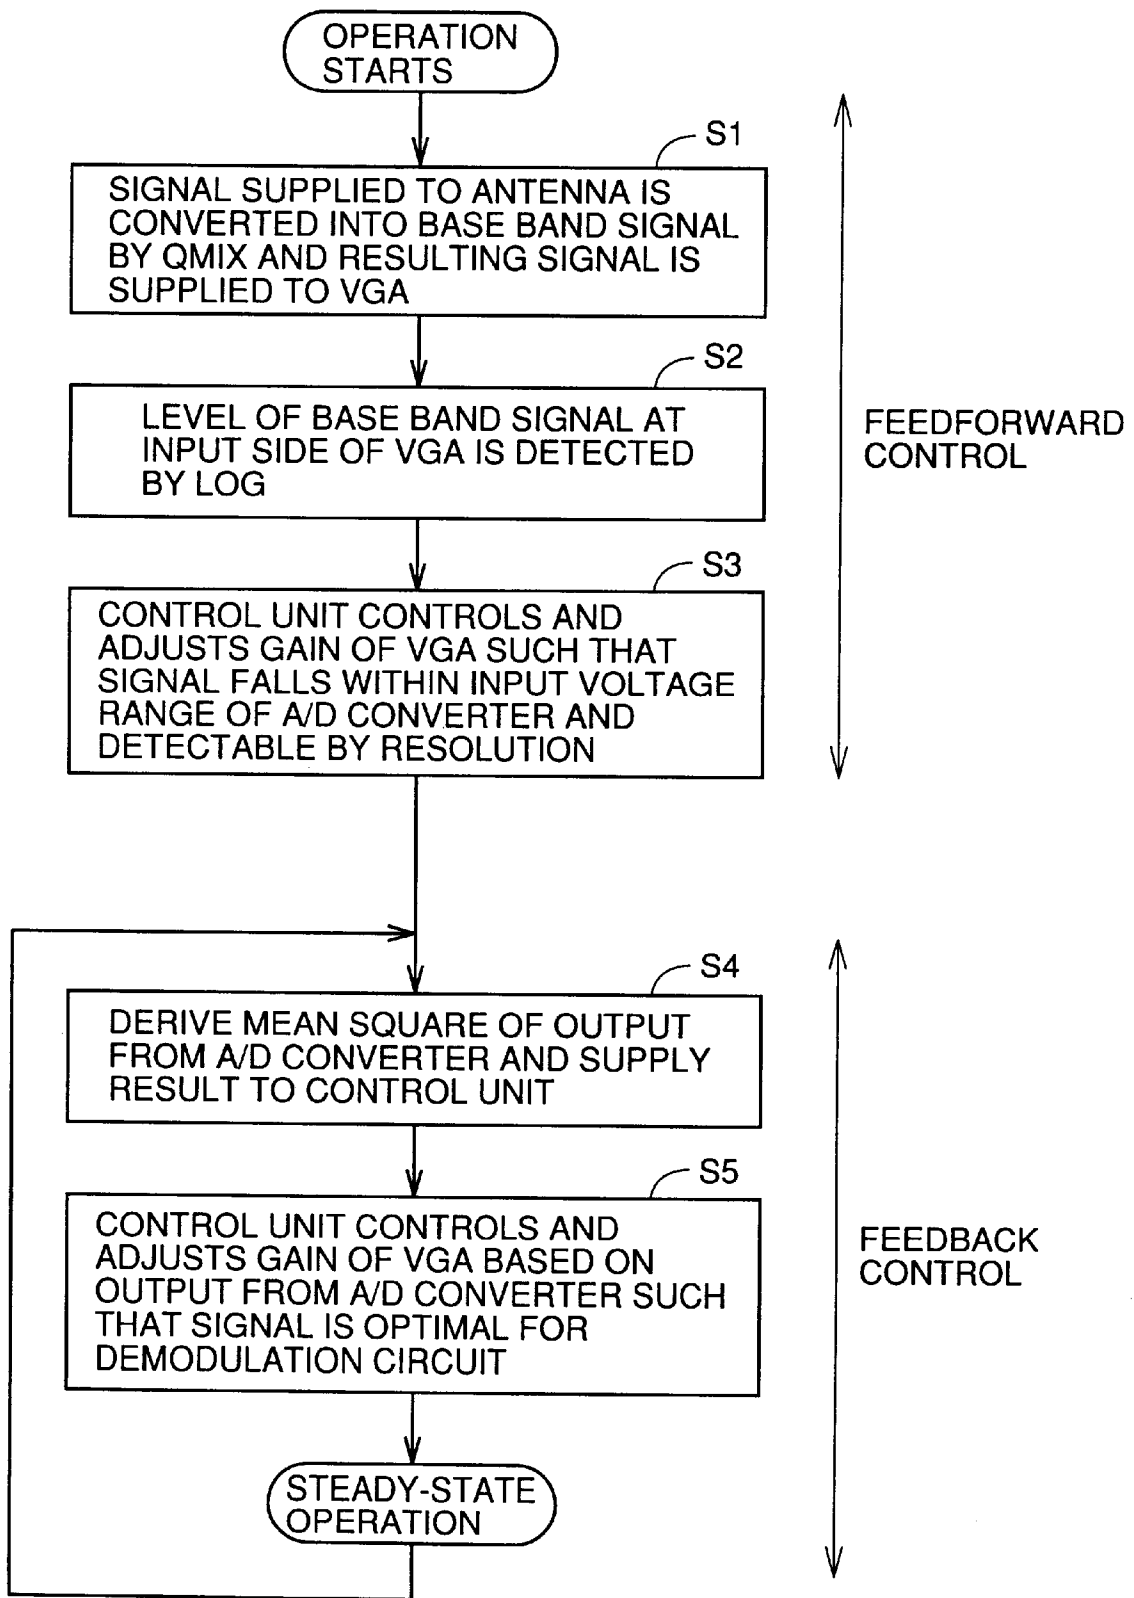 OPERATION
STARTS
S1
SIGNAL SUPPLIED TO ANTENNA IS
CONVERTED INTO BASE BAND SIGNAL
BY QMIX AND RESULTING SIGNAL IS
SUPPLIED TO VGA
S2
LEVEL OF BASE BAND SIGNAL AT
INPUT SIDE OF VGA IS DETECTED
BY LOG
FEEDFORWARD
CONTROL
S3
CONTROL UNIT CONTROLS AND
ADJUSTS GAIN OF VGA SUCH THAT
SIGNAL FALLS WITHIN INPUT VOLTAGE
RANGE OF A/D CONVERTER AND
DETECTABLE BY RESOLUTION
S4
DERIVE MEAN SQUARE OF OUTPUT
FROM A/D CONVERTER AND SUPPLY
RESULT TO CONTROL UNIT
S5
CONTROL UNIT CONTROLS AND
ADJUSTS GAIN OF VGA BASED ON
OUTPUT FROM A/D CONVERTER SUCH
THAT SIGNAL IS OPTIMAL FOR
DEMODULATION CIRCUIT
FEEDBACK
CONTROL
STEADY-STATE
OPERATION